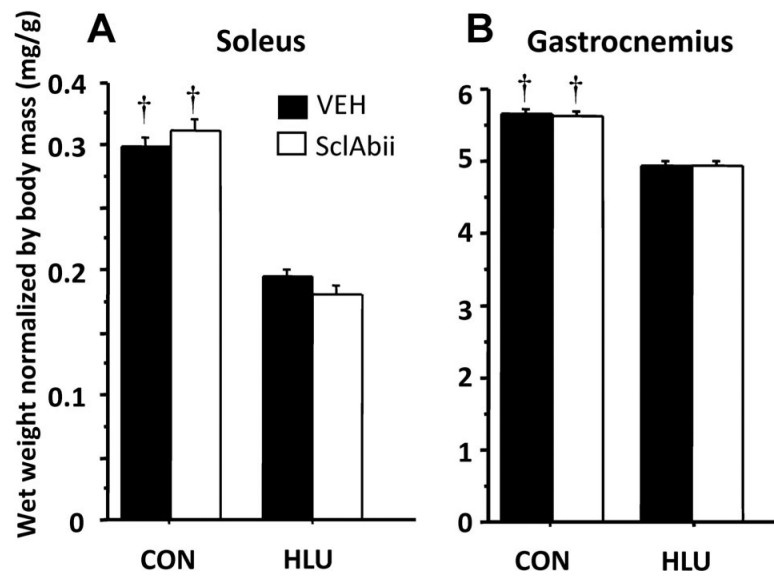 A
Soleus
Wet weight normalized by body mass (mg/g)
0.4
0.3
0.2
0.1
0
†
†
VEH
SclAbii
CON
HLU
B
Gastrocnemius
6
5
4
3
2
1
0
†
†
CON
HLU